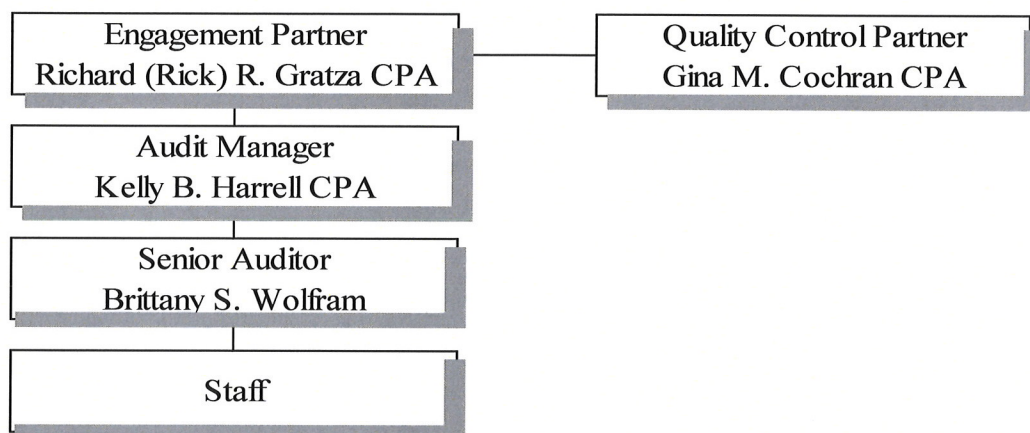 Engagement Partner
Richard (Rick) R. Gratza CPA
Quality Control Partner
Gina M. Cochran CPA
Audit Manager
Kelly B. Harrell CPA
Senior Auditor
Brittany S. Wolfram
Staff